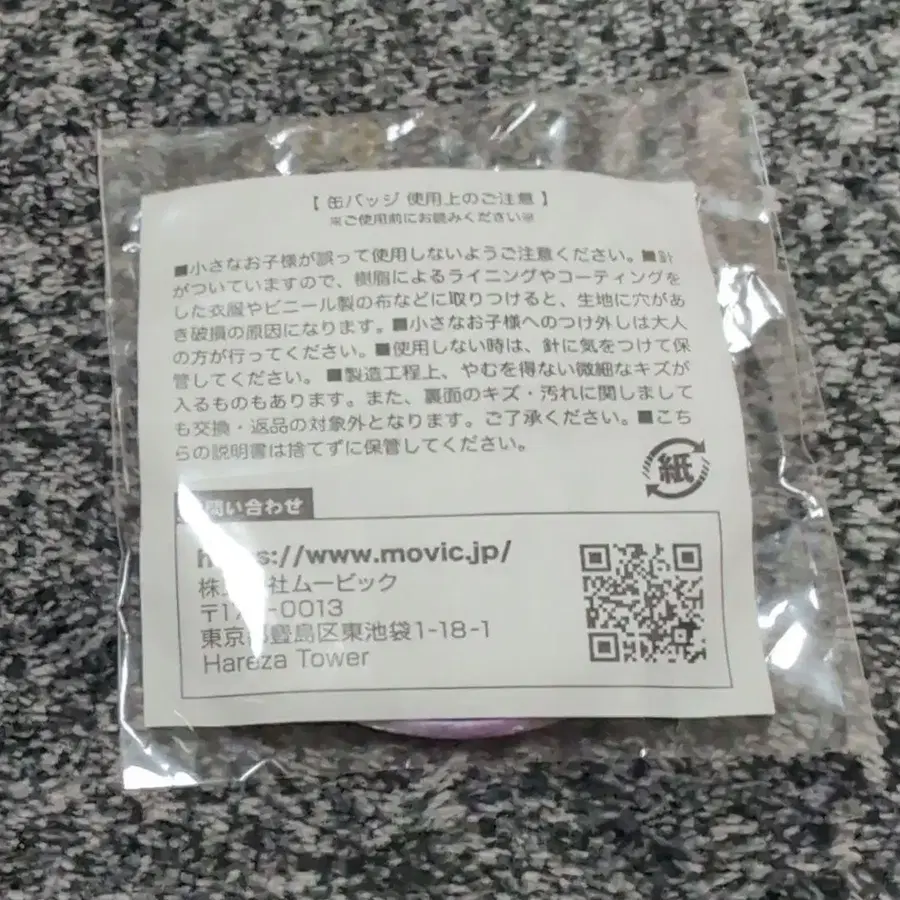 【 缶バッジ 使用上のご注意 】
※ご使用前にお読みください※
■小さなお子様が誤って使用しないようご注意ください。■針
がついていますので、樹脂によるライニングやコーティングを
した衣服やビニール製の布などに取りつけると、生地に穴があ
き破損の原因になります。■小さなお子様へのつけ外しは大人
の方が行ってください。■使用しない時は、針に気をつけて保
管してください。■製造工程上、やむを得ない微細なキズが
入るものもあります。また、裏面のキズ・汚れに関しまして
も交換・返品の対象外となります。ご了承ください。■こち
らの説明書は捨てずに保管してください。
紙
お問い合わせ
https://www.movic.jp/
株式会社ムービック
〒17-0013
東京都豊島区東池袋1-18-1
Hareza Tower